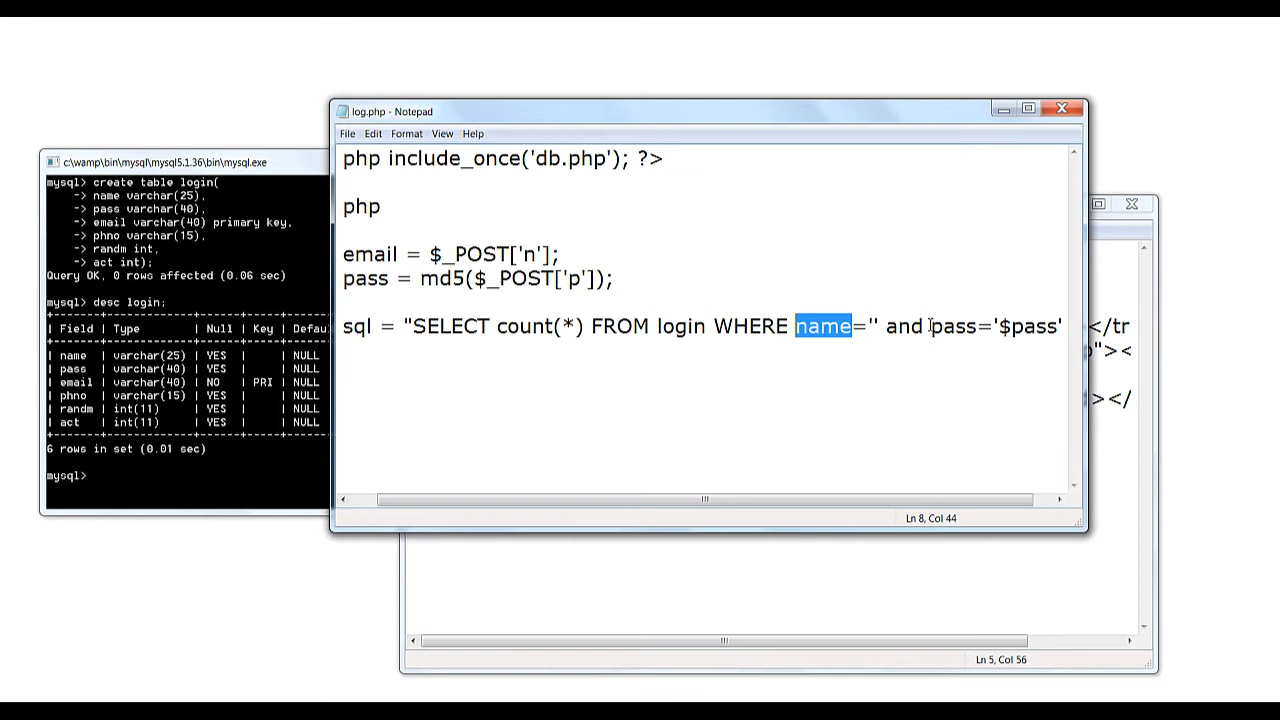 log.php - Notepad
File Edit Format View Help
php include_once('db.php'); ?>
php
email = $_POST['n'];
pass = md5($_POST['p']);
sql = "SELECT count(*) FROM login WHERE name='' and pass='$pass'
Ln 8, Col 44
c:\wamp\bin\mysql\mysql5.1.36\bin\mysql.exe
mysql> create table login(
-> name varchar(25),
-> pass varchar(40),
-> email varchar(40) primary key,
-> phno varchar(15),
-> randm int,
-> act int);
Query OK, 0 rows affected (0.06 sec)
mysql> desc login;
+--------+-------------+------+-----+-------
| Field | Type | Null | Key | Defau
| name | varchar(25) | YES | | NULL
| pass | varchar(40) | YES | | NULL
| email | varchar(40) | NO | PRI | NULL
| phno | varchar(15) | YES | | NULL
| randm | int(11) | YES | | NULL
| act | int(11) | YES | | NULL
6 rows in set (0.01 sec)
mysql>
></tr
"><
></
Ln 5, Col 56